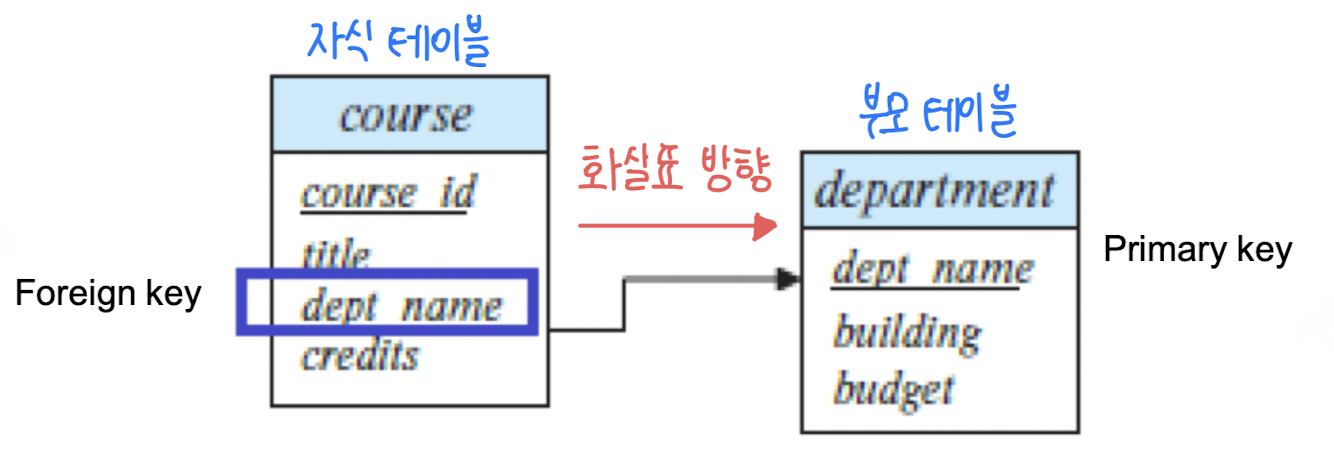 자식 테이블
course
course_id
title
dept_name
credits
Foreign key
화살표 방향
부모 테이블
department
dept_name
building
budget
Primary key